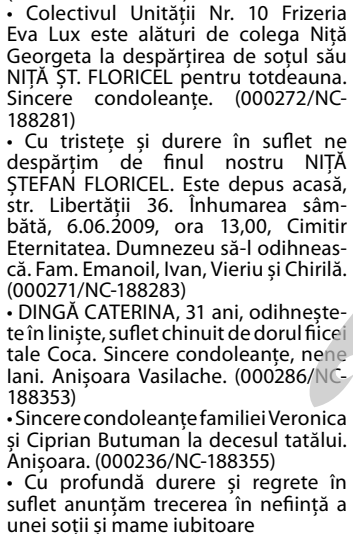 • Colectivul Unității Nr. 10 Frizeria
Eva Lux este alături de colega Niță
Georgeta la despărțirea de soțul său
NIȚĂ ȘT. FLORICEL pentru totdeauna.
Sincere condoleanțe. (000272/NC-
188281)
• Cu tristețe și durere în suflet ne
despărțim de finul nostru NIȚĂ
ȘTEFAN FLORICEL. Este depus acasă,
str. Libertății 36. Înhumarea sâm-
bătă, 6.06.2009, ora 13,00, Cimitir
Eternitatea. Dumnezeu să-l odihneas-
că. Fam. Emanoil, Ivan, Vieriu și Chirilă.
(000271/NC-188283)
• DINGĂ CATERINA, 31 ani, odihnește-
te în liniște, suflet chinuit de dorul fiicei
tale Coca. Sincere condoleanțe, nene
Iani. Anișoara Vasilache. (000286/NC-
188353)
• Sincere condoleanțe familiei Veronica
și Ciprian Butuman la decesul tatălui.
Anișoara. (000236/NC-188355)
• Cu profundă durere și regrete în
suflet anunțăm trecerea în neființă a
unei soții și mame iubitoare